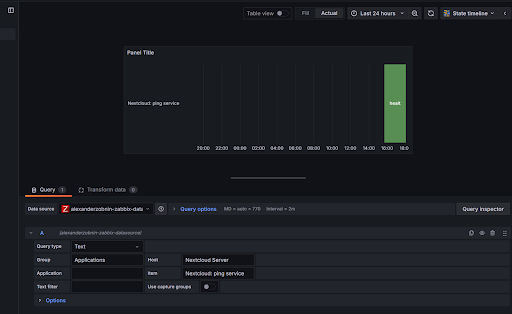 Table view
Fill
Actual
Last 24 hours
State timeline
Panel Title
Nextcloud: ping service
20:00 22:00 00:00 02:00 04:00 06:00 08:00 10:00 12:00 14:00 16:00 18:0
Query 1
Transform data 0
Data source
alexanderzobnin-zabbix-data
Query options
MD = auto = 770
Interval = 2m
Query inspector
A
(alexanderzobnin-zabbix-datasource)
Query type
Text
Group
Applications
Host
Nextcloud Server
Application
Item
Nextcloud: ping service
Text filter
Use capture groups
Options